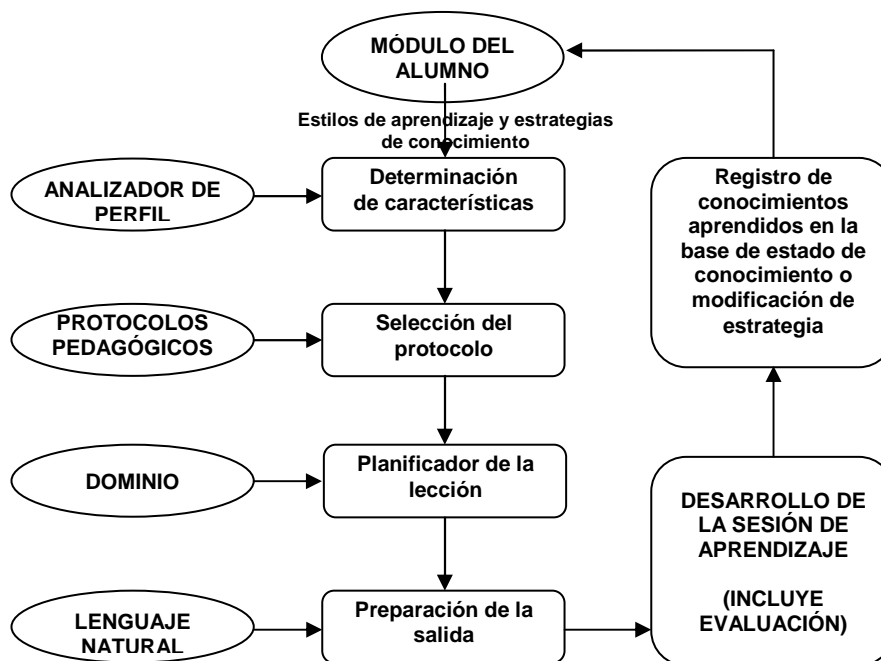 MÓDULO DEL
ALUMNO
Estilos de aprendizaje y estrategias
de conocimiento
ANALIZADOR DE
PERFIL
Determinación
de características
Registro de
conocimientos
aprendidos en la
base de estado de
conocimiento o
modificación de
estrategia
PROTOCOLOS
PEDAGÓGICOS
Selección del
protocolo
DOMINIO
Planificador de la
lección
DESARROLLO DE
LA SESIÓN DE
APRENDIZAJE
(INCLUYE
EVALUACIÓN)
LENGUAJE
NATURAL
Preparación de la
salida